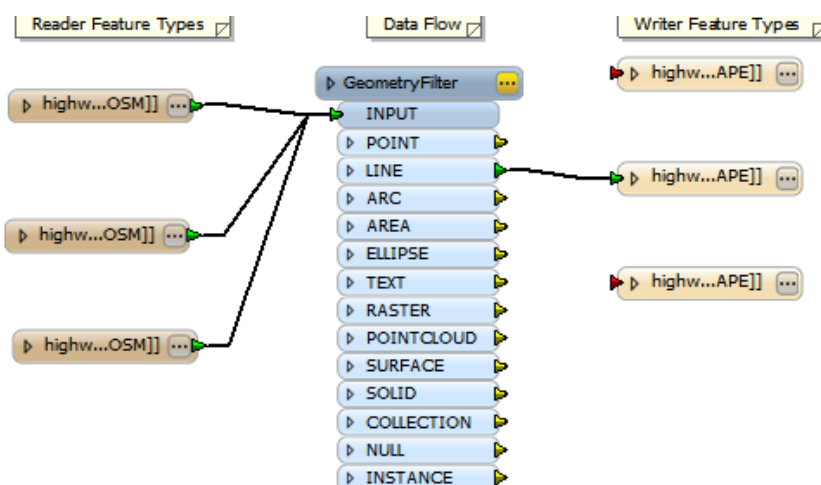 Reader Feature Types
Data Flow
Writer Feature Types
highw...OSM]]
highw...OSM]]
highw...OSM]]
GeometryFilter
INPUT
POINT
LINE
ARC
AREA
ELLIPSE
TEXT
RASTER
POINTCLOUD
SURFACE
SOLID
COLLECTION
NULL
INSTANCE
highw...APE]]
highw...APE]]
highw...APE]]